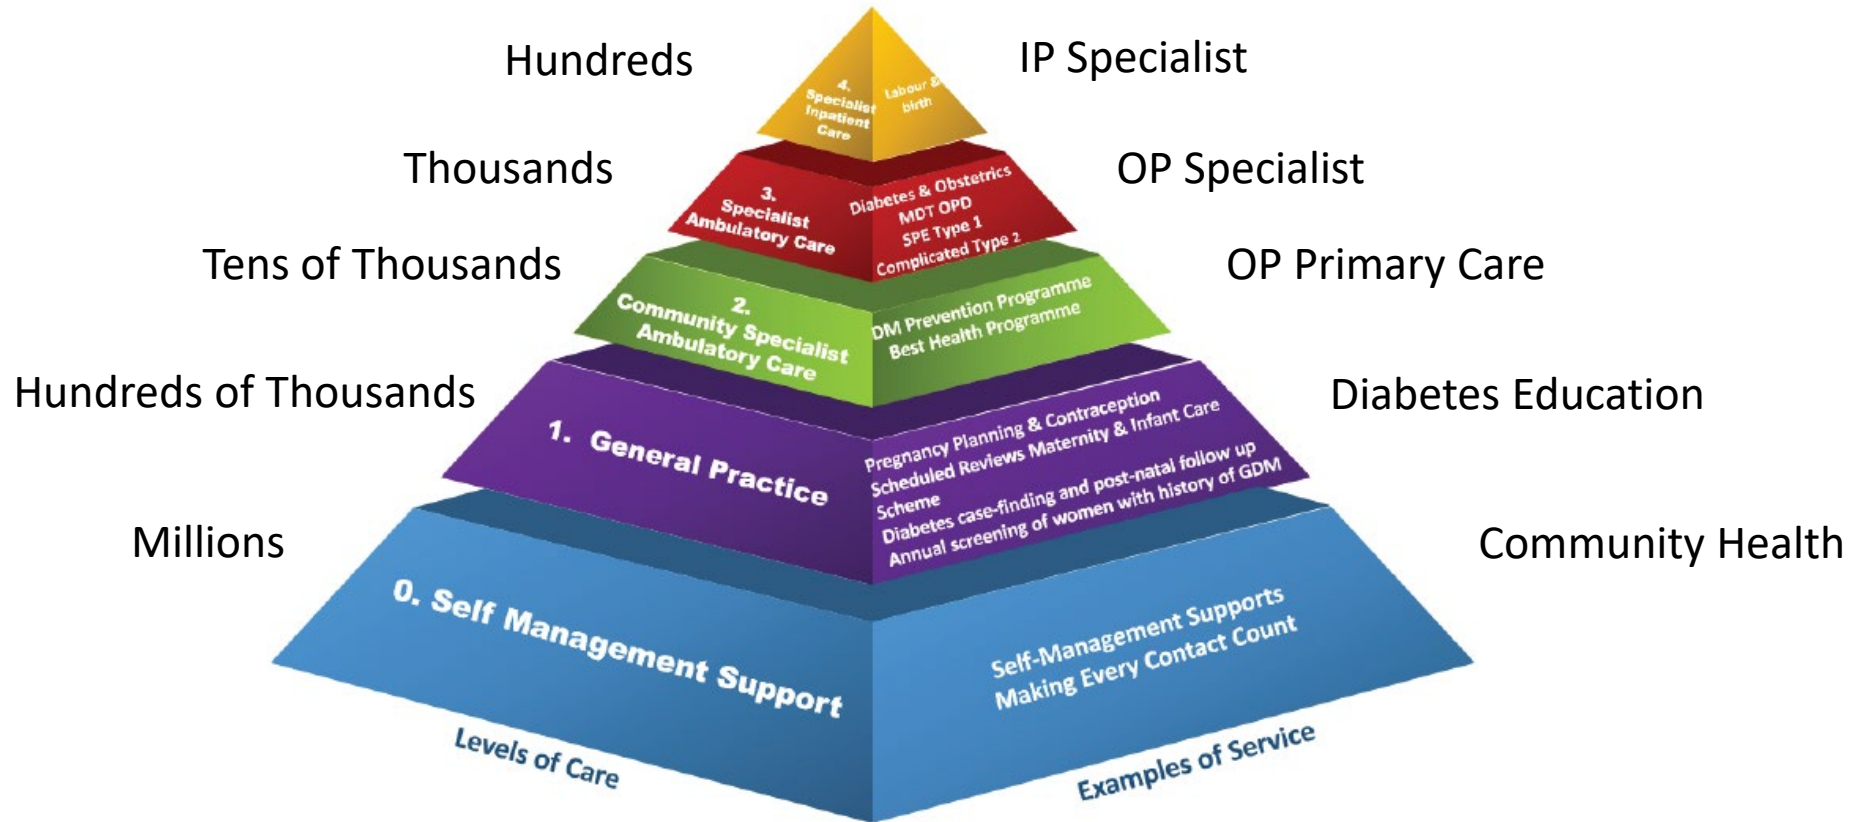 Hundreds
IP Specialist
4.
Specialist
Inpatient
Care
Labour &
birth
Thousands
OP Specialist
3.
Specialist
Ambulatory Care
Diabetes & Obstetrics
MDT OPD
SPE Type 1
Complicated Type 2
Tens of Thousands
OP Primary Care
2.
Community Specialist
Ambulatory Care
DM Prevention Programme
Best Health Programme
Hundreds of Thousands
Diabetes Education
1. General Practice
Pregnancy Planning & Contraception
Scheduled Reviews Maternity & Infant Care
Scheme
Diabetes case-finding and post-natal follow up
Annual screening of women with history of GDM
Millions
Community Health
0. Self Management Support
Self-Management Supports
Making Every Contact Count
Levels of Care
Examples of Service